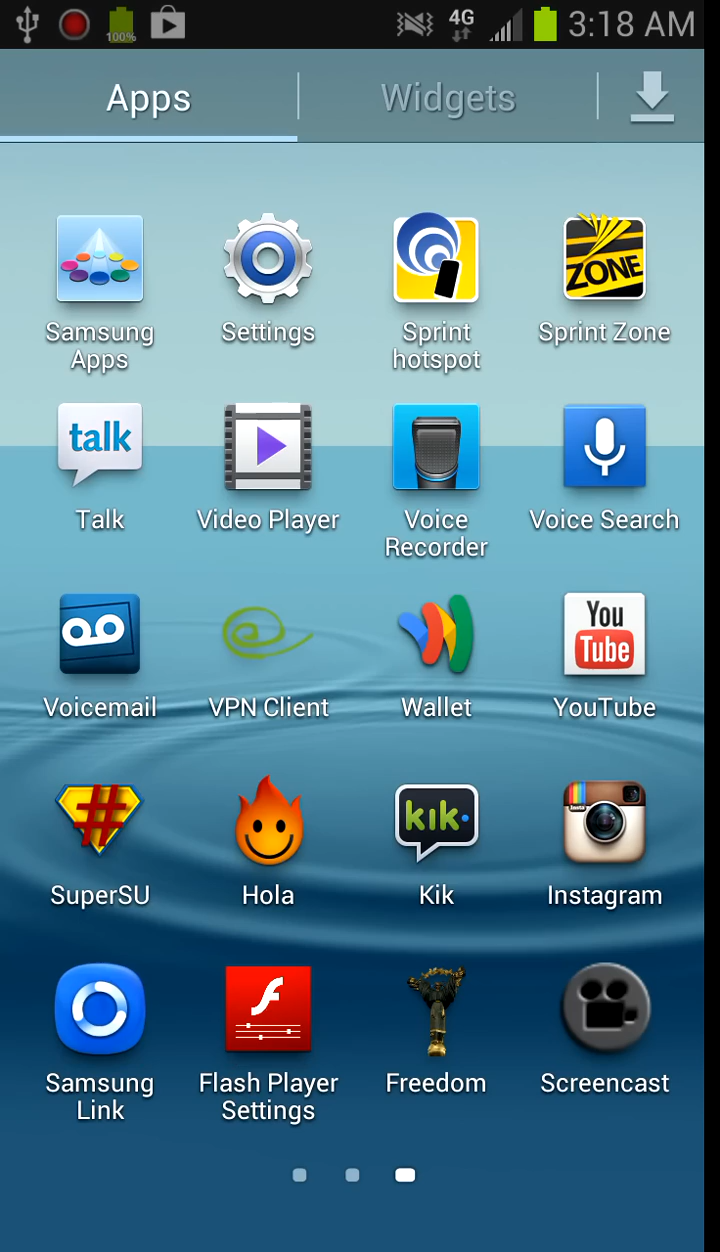 100%
4G
3:18 AM
Apps
Widgets
ZONE
Samsung Apps
Settings
Sprint hotspot
Sprint Zone
talk
Talk
Video Player
Voice Recorder
Voice Search
You
Tube
Voicemail
VPN Client
Wallet
YouTube
#
kik
Insta
SuperSU
Hola
Kik
Instagram
Samsung Link
Flash Player Settings
Freedom
Screencast